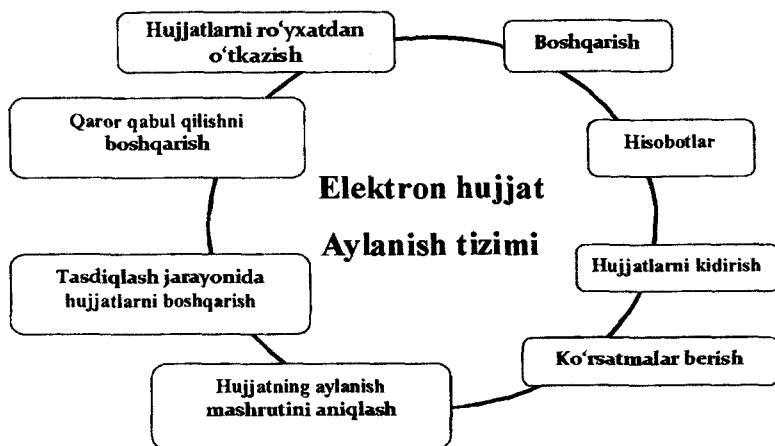 Hujjatlarni ro‘yxatdan
o‘tkazish
Boshqarish
Qaror qabul qilishni
boshqarish
Hisobotlar
Elektron hujjat
Aylanish tizimi
Tasdiqlash jarayonida
hujjatlarni boshqarish
Hujjatlarni kidirish
Ko‘rsatmalar berish
Hujjatning aylanish
mashrutini aniqlash